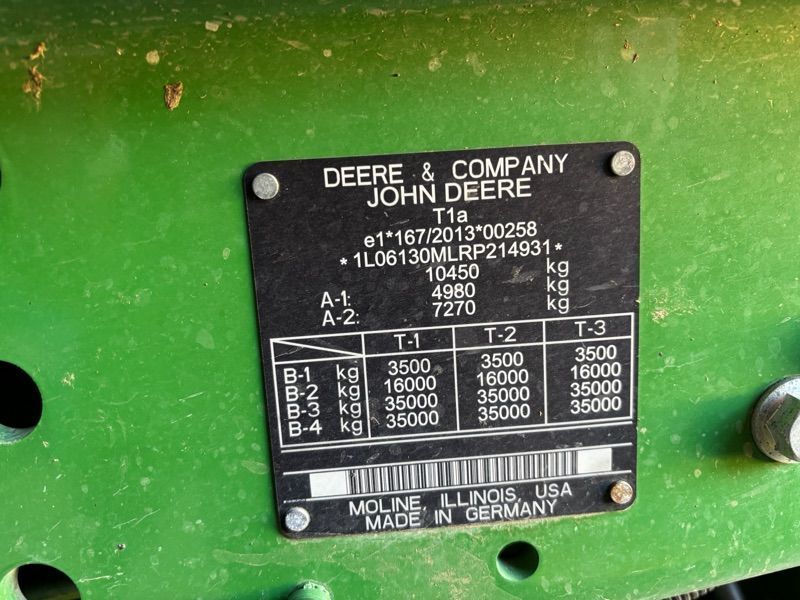 DEERE & COMPANY
JOHN DEERE
T1a
e1*167/2013*00258
*1L06130MLRP214931*
10450 kg
A-1: 4980 kg
A-2: 7270 kg
T-1 T-2 T-3
B-1 kg 3500 3500 3500
B-2 kg 16000 16000 16000
B-3 kg 35000 35000 35000
B-4 kg 35000 35000 35000
MOLINE, ILLINOIS, USA
MADE IN GERMANY